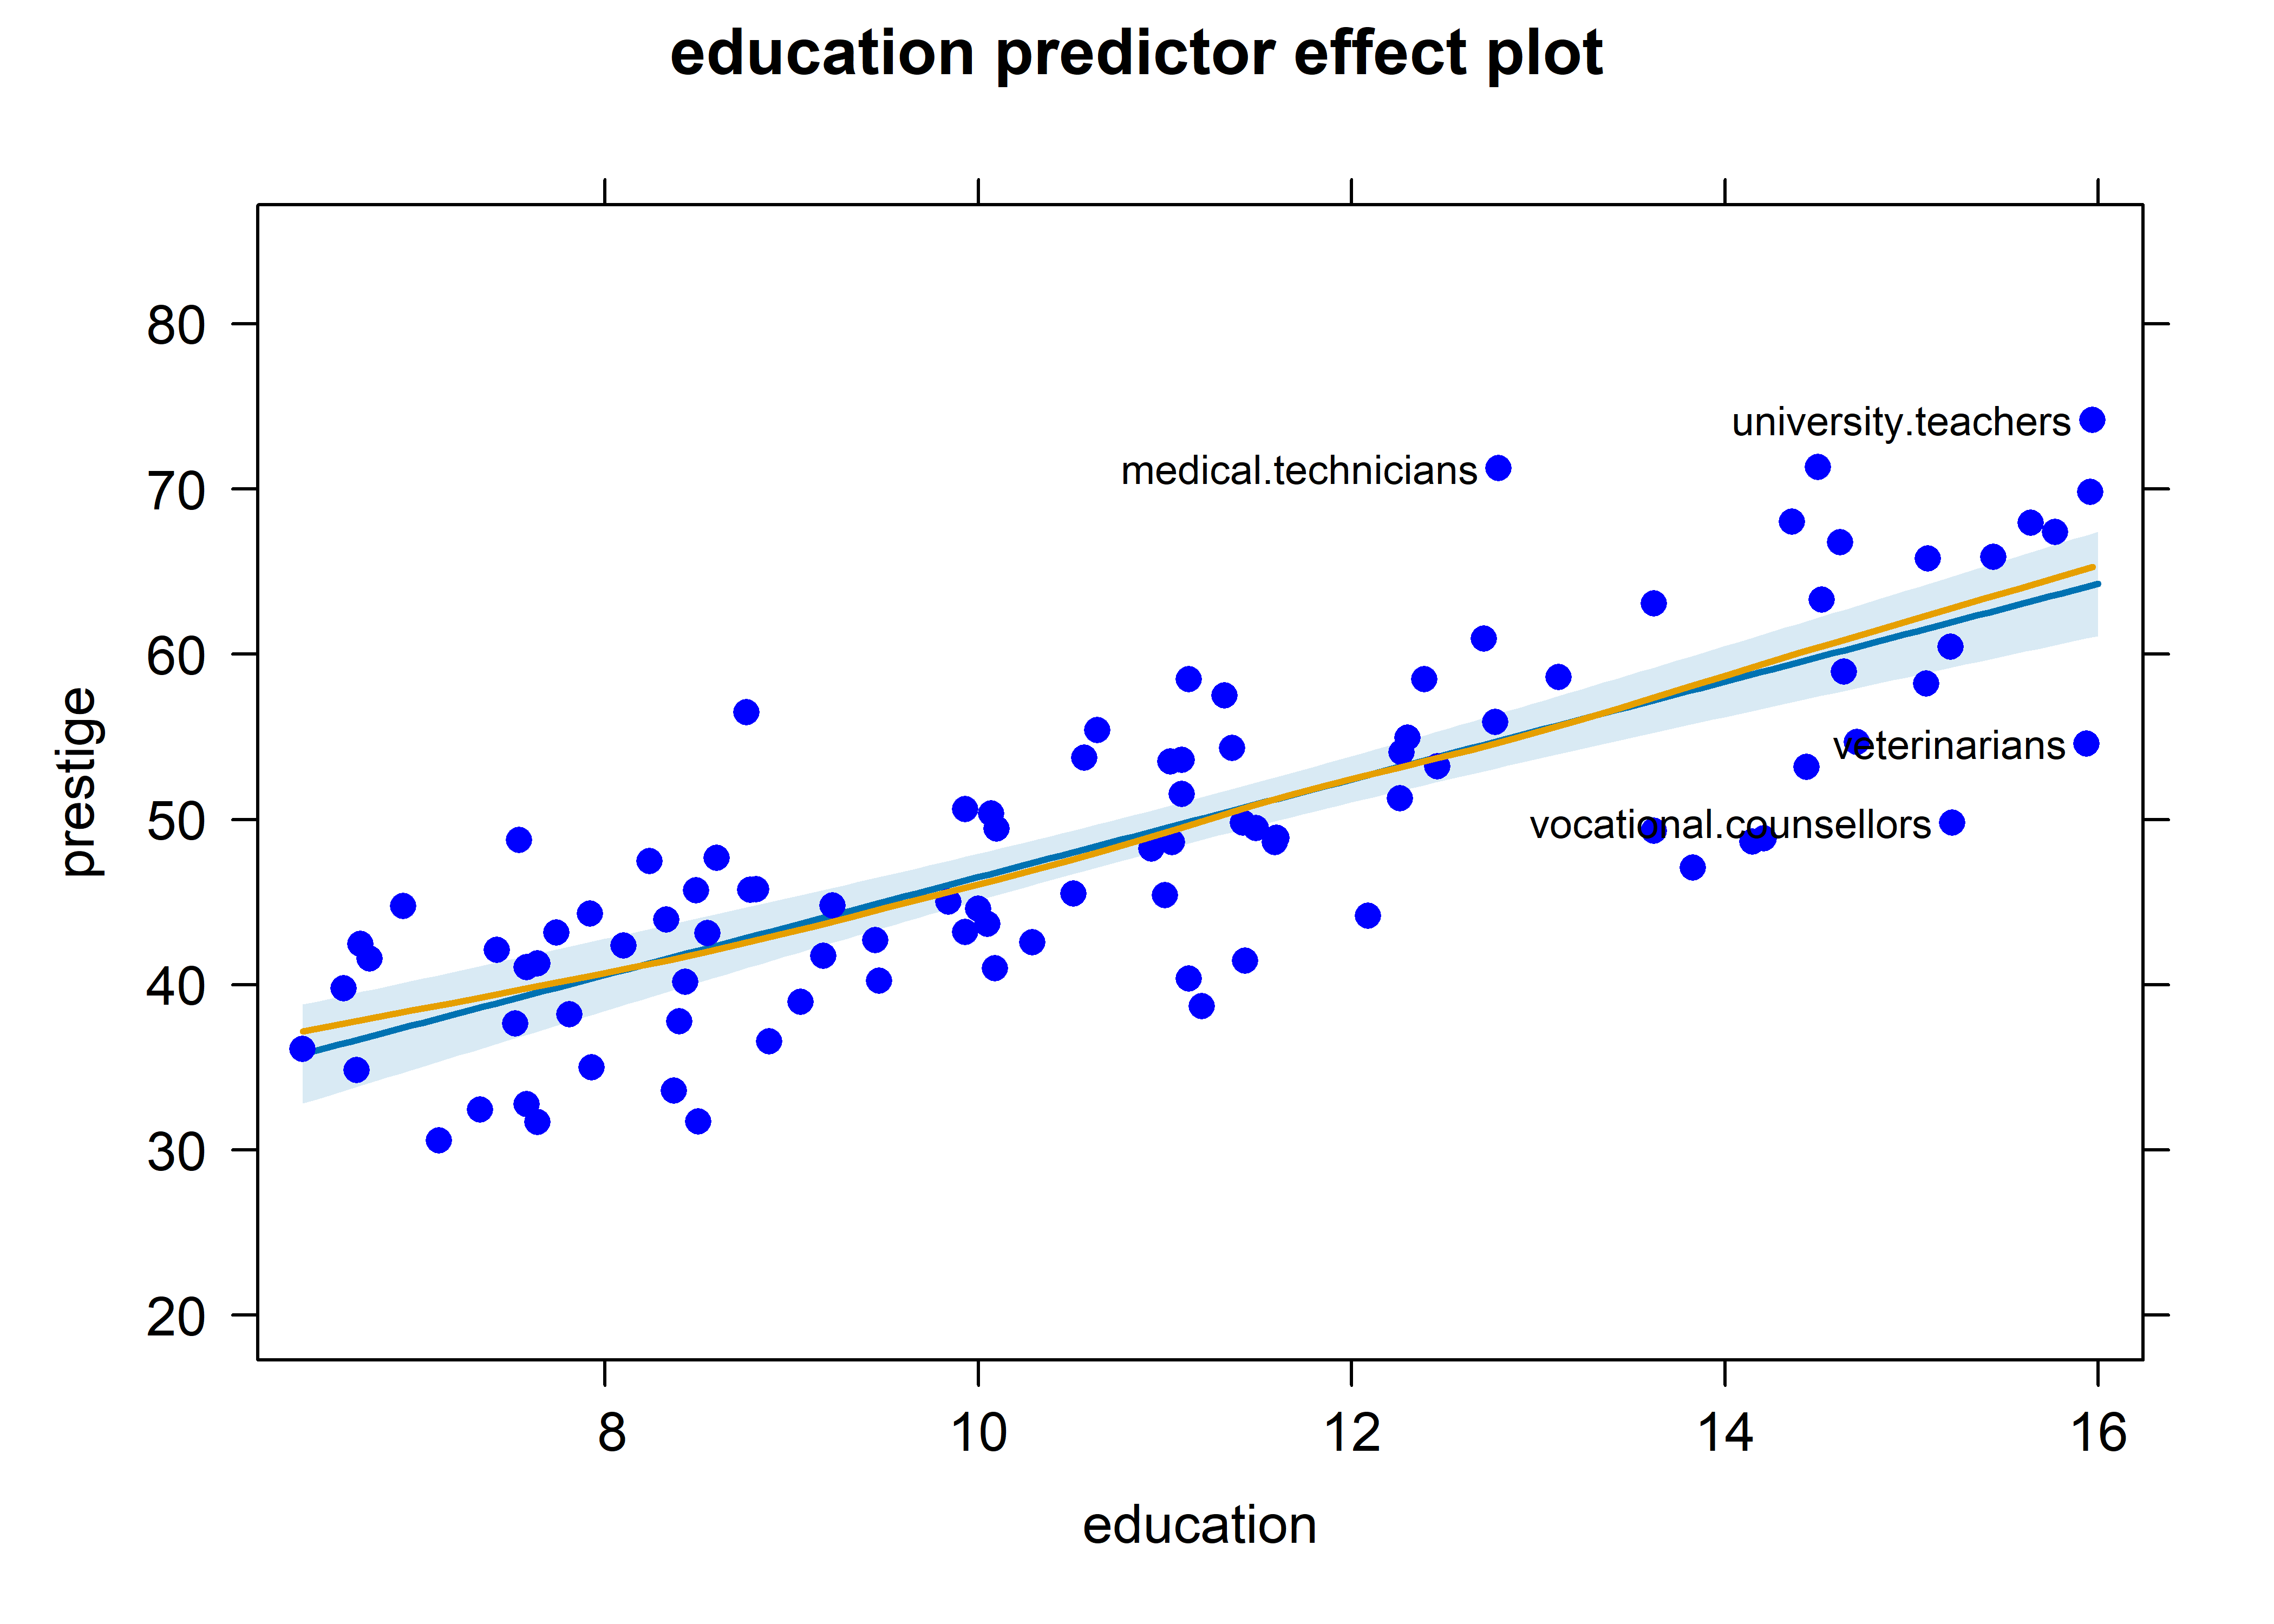 education predictor effect plot
80
70
60
50
40
30
20
prestige
university.teachers
medical.technicians
veterinarians
vocational.counsellors
8
10
12
14
16
education